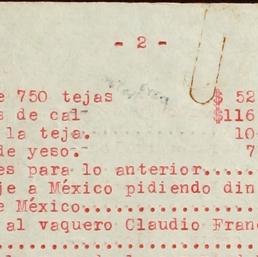 - 2 -
e 750 tejas $ 52
s de cal- $116
la teja. 10
de yeso. 7
es para lo anterior.....
je a México pidiendo din
e México................
al vaquero Claudio Franc